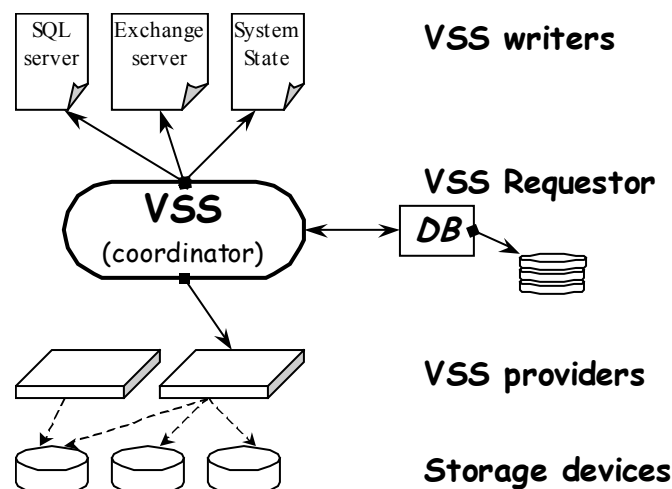 SQL
server
Exchange
server
System
State
VSS writers
VSS Requestor
VSS
(coordinator)
DB
VSS providers
Storage devices